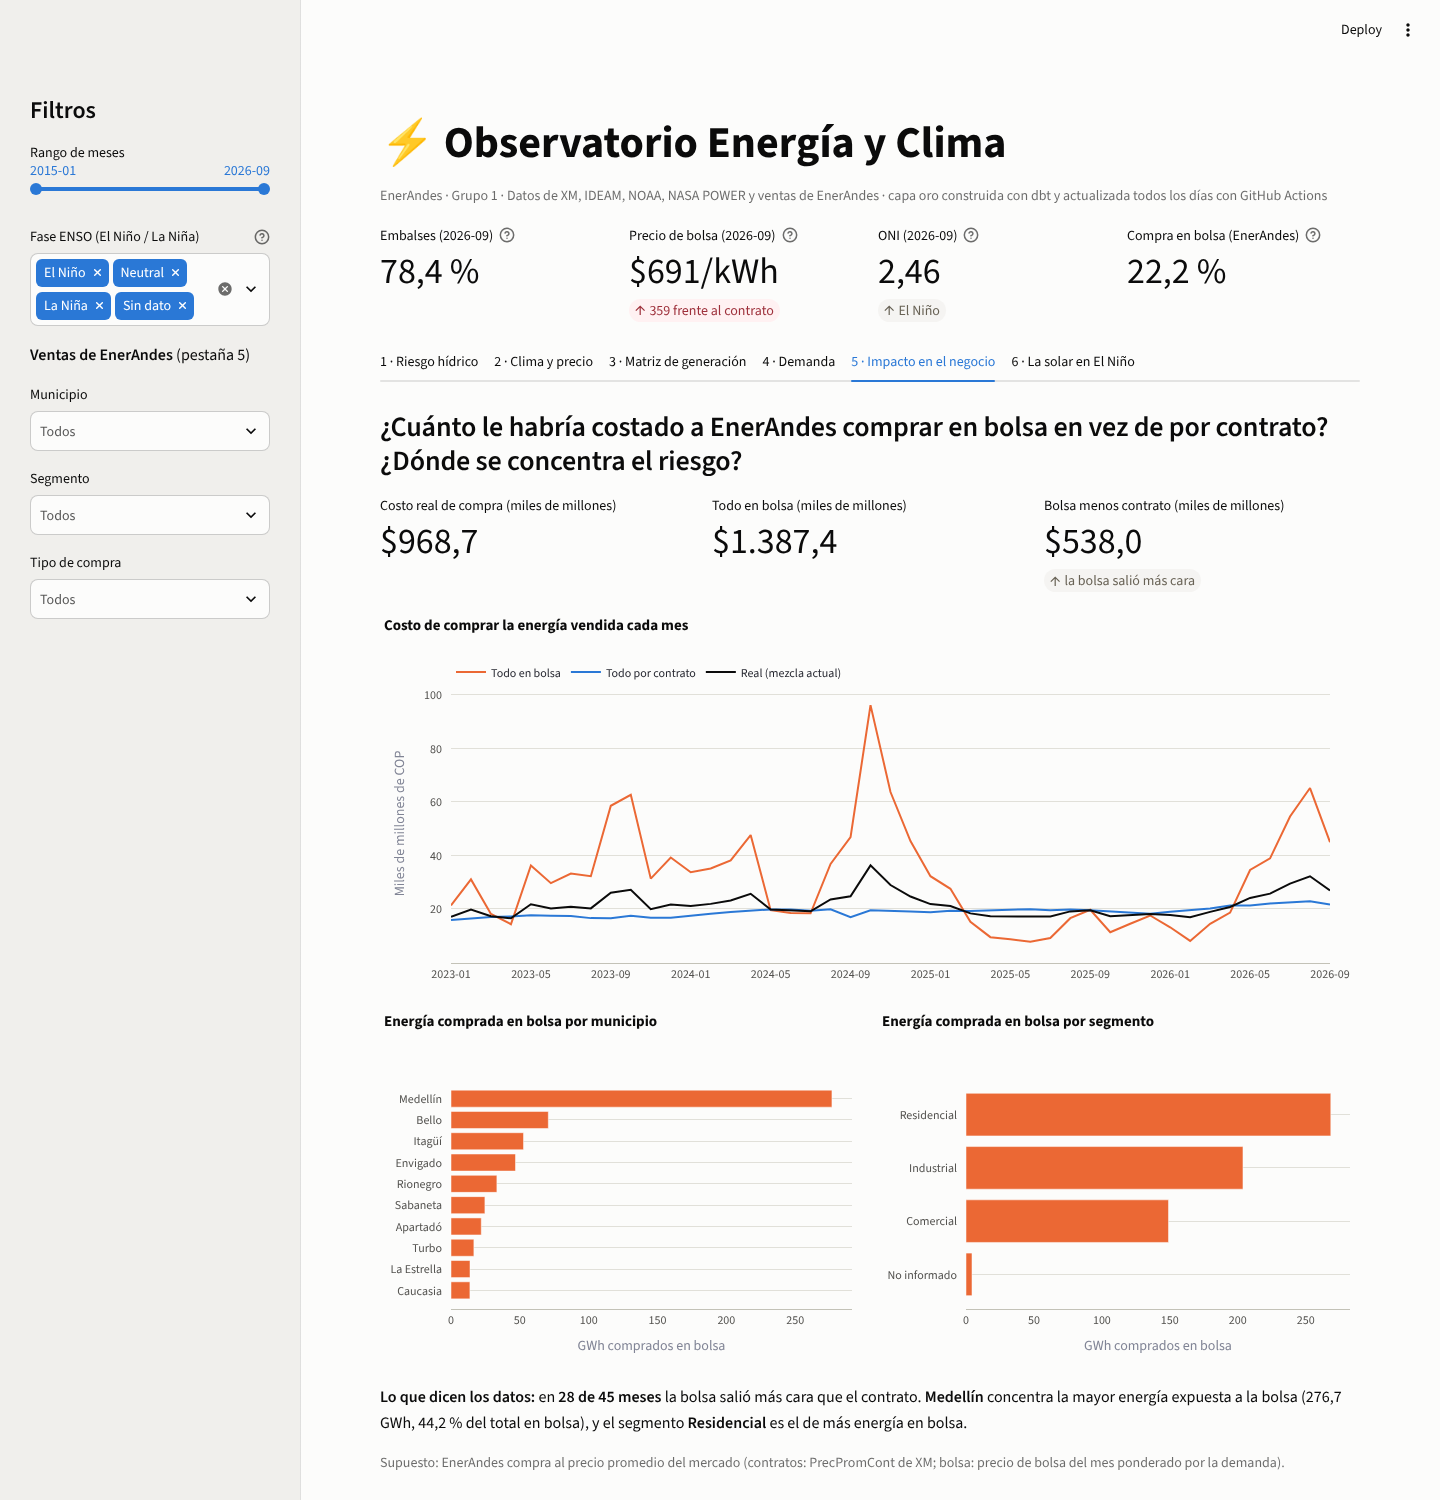 Deploy
Filtros
Rango de meses
2015-01 2026-09
Fase ENSO (El Niño / La Niña)
El Niño Neutral
La Niña Sin dato
Ventas de EnerAndes (pestaña 5)
Municipio
Todos
Segmento
Todos
Tipo de compra
Todos
⚡ Observatorio Energía y Clima
EnerAndes · Grupo 1 · Datos de XM, IDEAM, NOAA, NASA POWER y ventas de EnerAndes · capa oro construida con dbt y actualizada todos los días con GitHub Actions
Embalses (2026-09)
78,4 %
Precio de bolsa (2026-09)
$691/kWh
↑ 359 frente al contrato
ONI (2026-09)
2,46
↑ El Niño
Compra en bolsa (EnerAndes)
22,2 %
1 · Riesgo hídrico 2 · Clima y precio 3 · Matriz de generación 4 · Demanda 5 · Impacto en el negocio 6 · La solar en El Niño
¿Cuánto le habría costado a EnerAndes comprar en bolsa en vez de por contrato?
¿Dónde se concentra el riesgo?
Costo real de compra (miles de millones)
$968,7
Todo en bolsa (miles de millones)
$1.387,4
Bolsa menos contrato (miles de millones)
$538,0
↑ la bolsa salió más cara
Costo de comprar la energía vendida cada mes
Todo en bolsa Todo por contrato Real (mezcla actual)
Miles de millones de COP
100
80
60
40
20
2023-01 2023-05 2023-09 2024-01 2024-05 2024-09 2025-01 2025-05 2025-09 2026-01 2026-05 2026-09
Energía comprada en bolsa por municipio
Medellín
Bello
Itagüí
Envigado
Rionegro
Sabaneta
Apartadó
Turbo
La Estrella
Caucasia
0 50 100 150 200 250
GWh comprados en bolsa
Energía comprada en bolsa por segmento
Residencial
Industrial
Comercial
No informado
0 50 100 150 200 250
GWh comprados en bolsa
Lo que dicen los datos: en 28 de 45 meses la bolsa salió más cara que el contrato. Medellín concentra la mayor energía expuesta a la bolsa (276,7
GWh, 44,2 % del total en bolsa), y el segmento Residencial es el de más energía en bolsa.
Supuesto: EnerAndes compra al precio promedio del mercado (contratos: PrecPromCont de XM; bolsa: precio de bolsa del mes ponderado por la demanda).